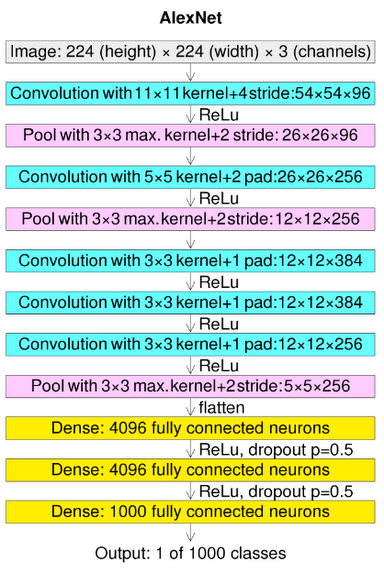 AlexNet
Image: 224 (height) × 224 (width) × 3 (channels)
Convolution with 11×11 kernel+4 stride:54×54×96
ReLu
Pool with 3×3 max. kernel+2 stride: 26×26×96
Convolution with 5×5 kernel+2 pad:26×26×256
ReLu
Pool with 3×3 max.kernel+2stride:12×12×256
Convolution with 3×3 kernel+1 pad:12×12×384
ReLu
Convolution with 3×3 kernel+1 pad:12×12×384
ReLu
Convolution with 3×3 kernel+1 pad:12×12×256
ReLu
Pool with 3×3 max.kernel+2stride:5×5×256
flatten
Dense: 4096 fully connected neurons
ReLu, dropout p=0.5
Dense: 4096 fully connected neurons
ReLu, dropout p=0.5
Dense: 1000 fully connected neurons
Output: 1 of 1000 classes